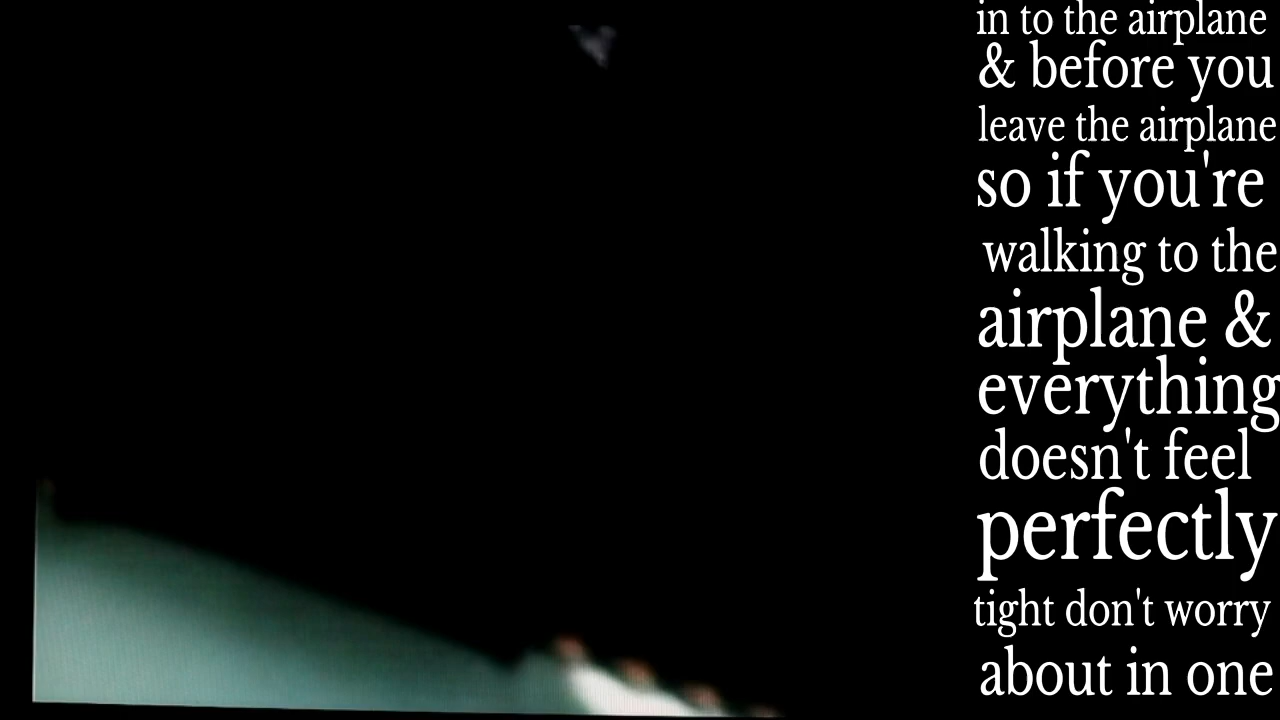 in to the airplane
& before you
leave the airplane
so if you're
walking to the
airplane &
everything
doesn't feel
perfectly
tight don't worry
about in one